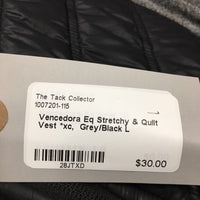 The Tack Collector
1007201-115
Vencedora Eq Stretchy & Quilt
Vest *xc, Grey/Black L
28JTXD
$30.00